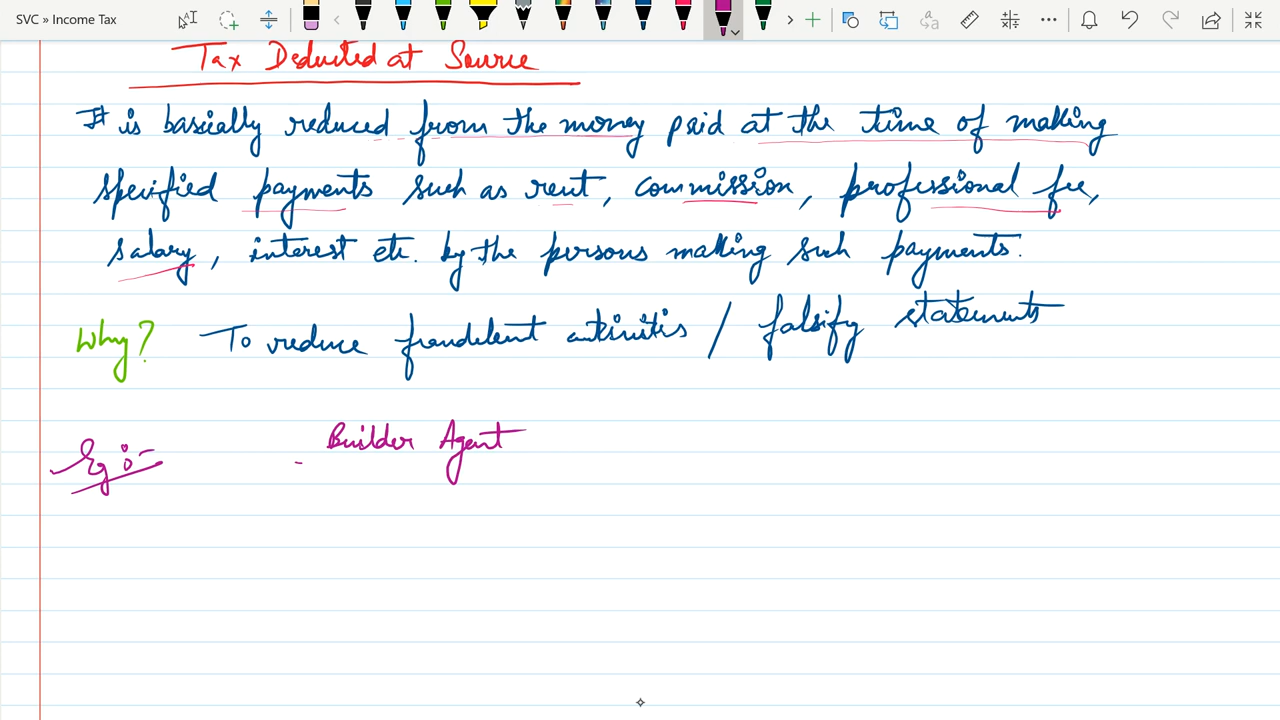 SVC » Income Tax
Tax Deducted at Source
It is basically reduced from the money paid at the time of making
specified payments such as rent, commission, professional fee,
salary, interest etc. by the persons making such payments.
Why? To reduce fraudelent activities / falsify statements
Eg :- Builder Agent